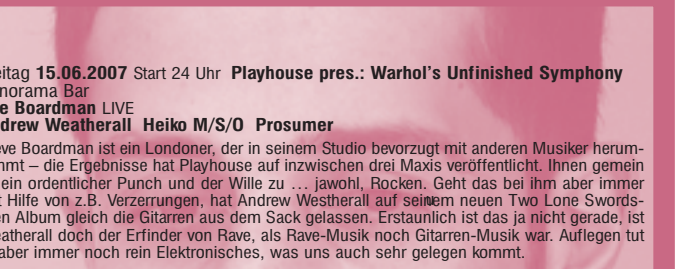 eitag 15.06.2007 Start 24 Uhr Playhouse pres.: Warhol's Unfinished Symphony
norama Bar
e Boardman LIVE
drew Weatherall Heiko M/S/O Prosumer
eve Boardman ist ein Londoner, der in seinem Studio bevorzugt mit anderen Musiker herum-
mmt – die Ergebnisse hat Playhouse auf inzwischen drei Maxis veröffentlicht. Ihnen gemein
ein ordentlicher Punch und der Wille zu … jawohl, Rocken. Geht das bei ihm aber immer
t Hilfe von z.B. Verzerrungen, hat Andrew Westherall auf seinem neuen Two Lone Swords-
en Album gleich die Gitarren aus dem Sack gelassen. Erstaunlich ist das ja nicht gerade, ist
eatherall doch der Erfinder von Rave, als Rave-Musik noch Gitarren-Musik war. Auflegen tut
aber immer noch rein Elektronisches, was uns auch sehr gelegen kommt.